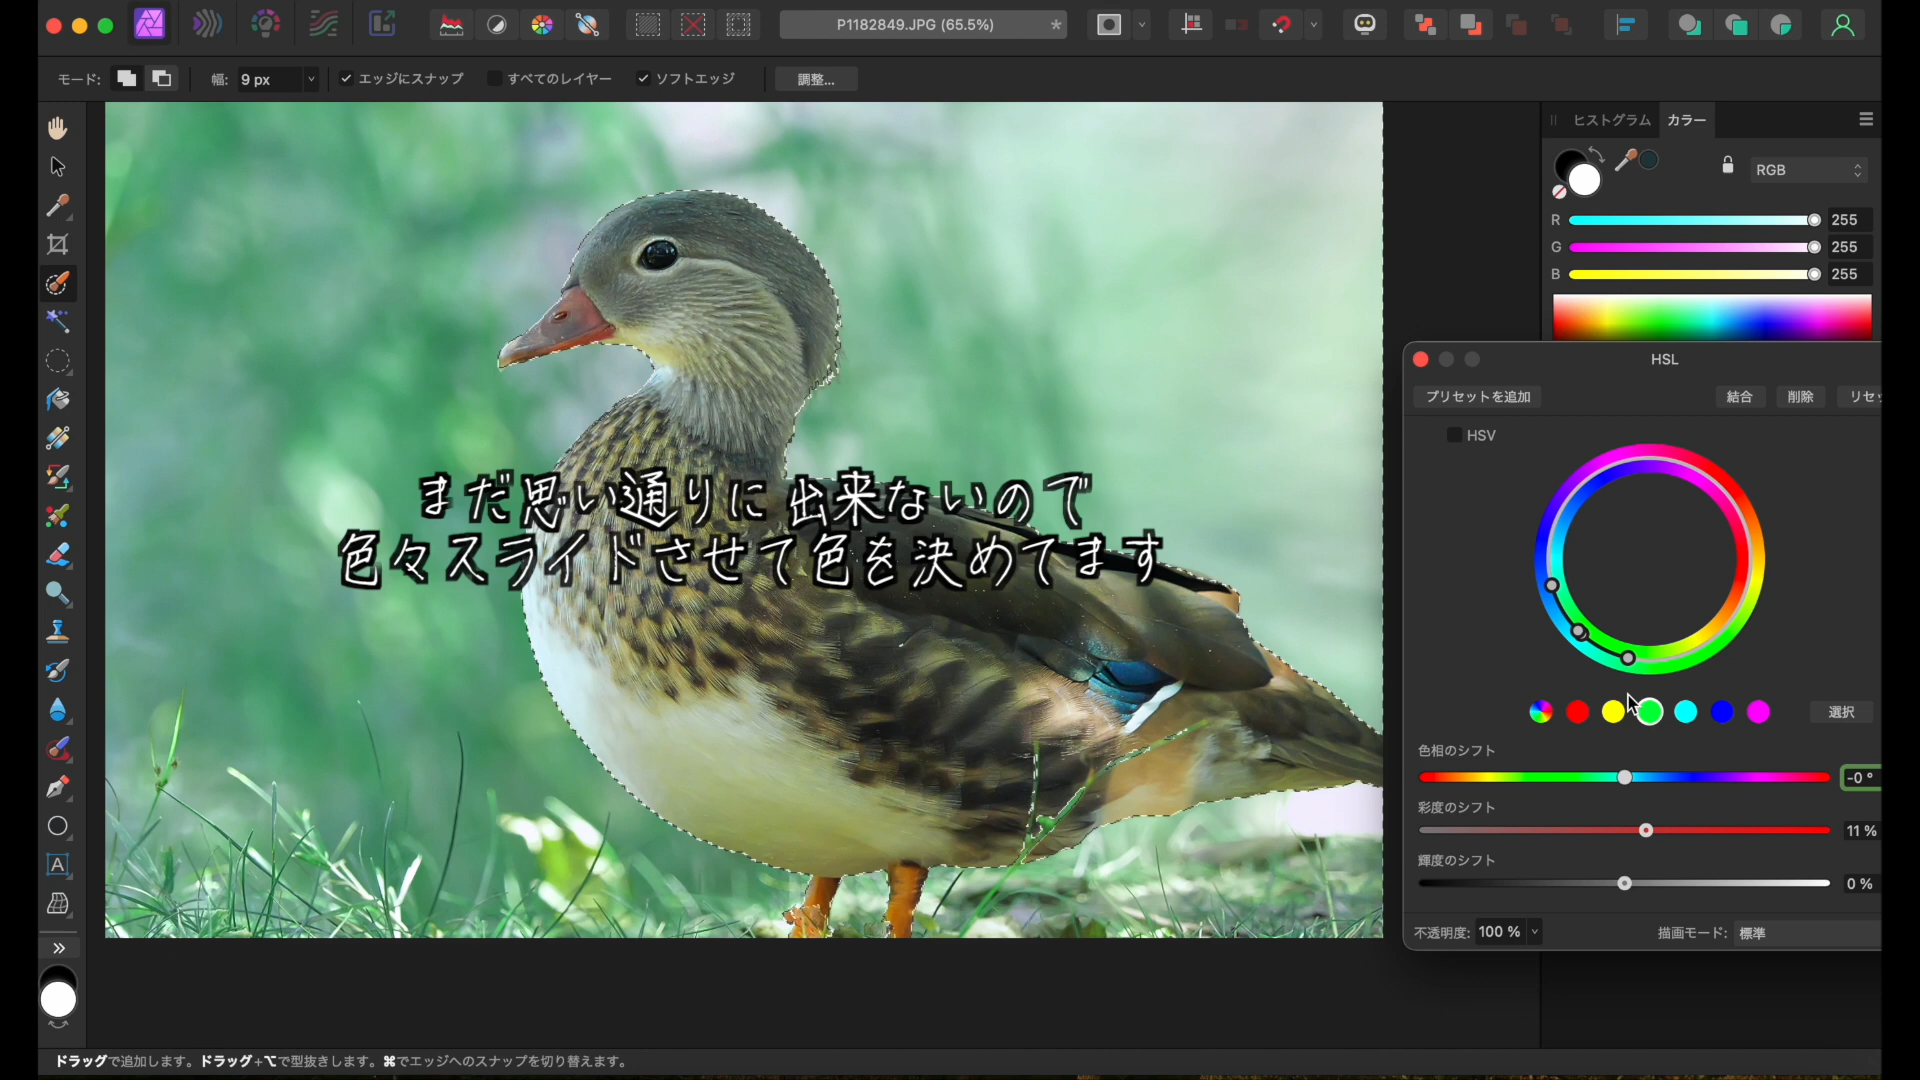 P1182849.JPG (65.5%)
*
モード:
幅:
9 px
エッジにスナップ
すべてのレイヤー
ソフトエッジ
調整...
ヒストグラム
カラー
RGB
R
255
G
255
B
255
HSL
プリセットを追加
結合
削除
リセッ
HSV
まだ思い通りに出来ないので
色々スライドさせて色を決めてます
選択
色相のシフト
-0 °
彩度のシフト
11 %
輝度のシフト
0 %
不透明度:
100 %
描画モード:
標準
A
ドラッグで追加します。ドラッグ+⌥で型抜きします。⌘でエッジへのスナップを切り替えます。